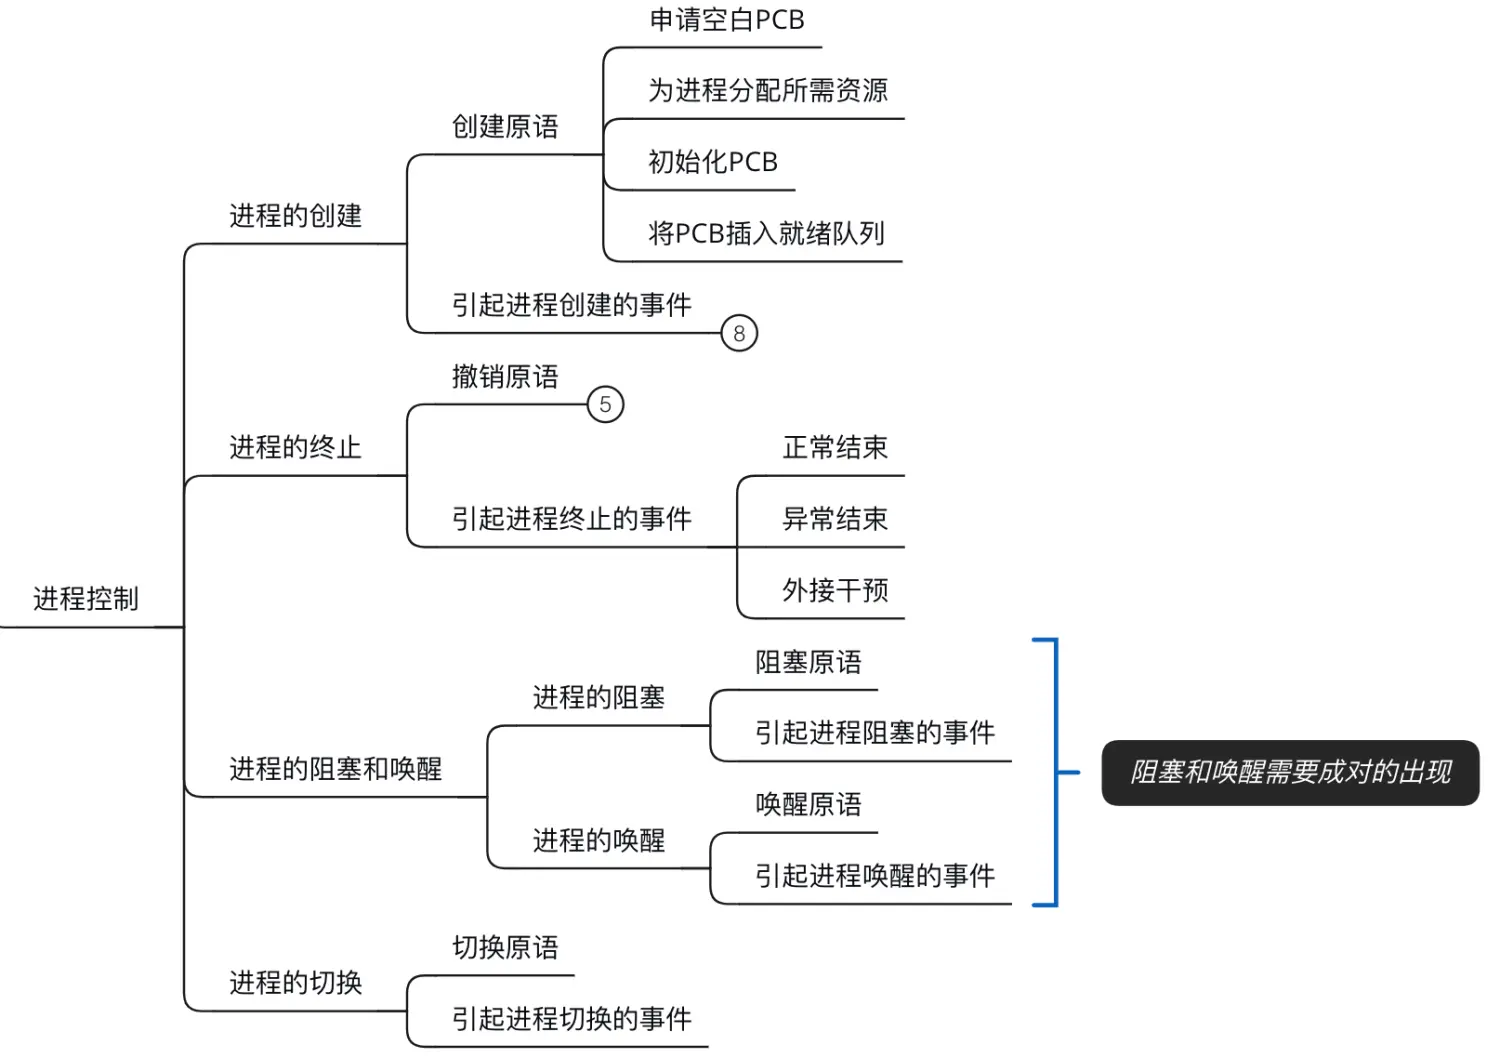 申请空白PCB
为进程分配所需资源
创建原语
初始化PCB
进程的创建
将PCB插入就绪队列
引起进程创建的事件
8
撤销原语
5
进程的终止
正常结束
引起进程终止的事件
异常结束
外接干预
进程控制
阻塞原语
进程的阻塞
引起进程阻塞的事件
进程的阻塞和唤醒
阻塞和唤醒需要成对的出现
唤醒原语
进程的唤醒
引起进程唤醒的事件
切换原语
进程的切换
引起进程切换的事件